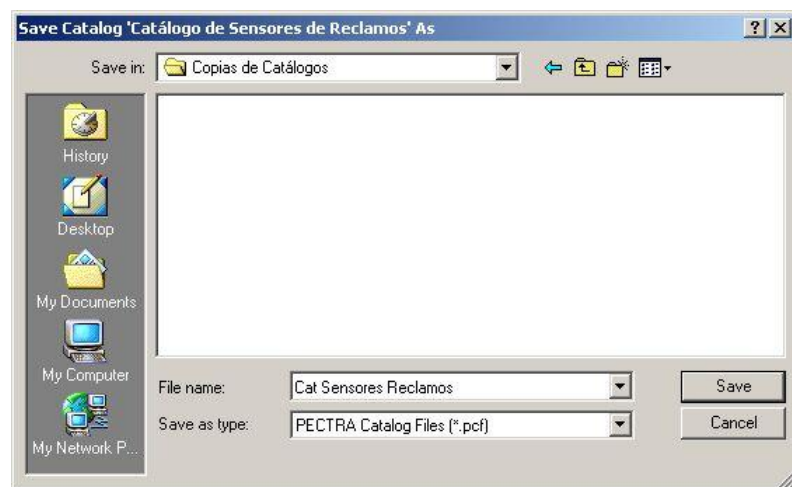 Save Catalog 'Catálogo de Sensores de Reclamos' As
Save in:
Copias de Catálogos
History
Desktop
My Documents
My Computer
My Network P...
File name:
Cat Sensores Reclamos
Save
Save as type:
PECTRA Catalog Files (*.pcf)
Cancel